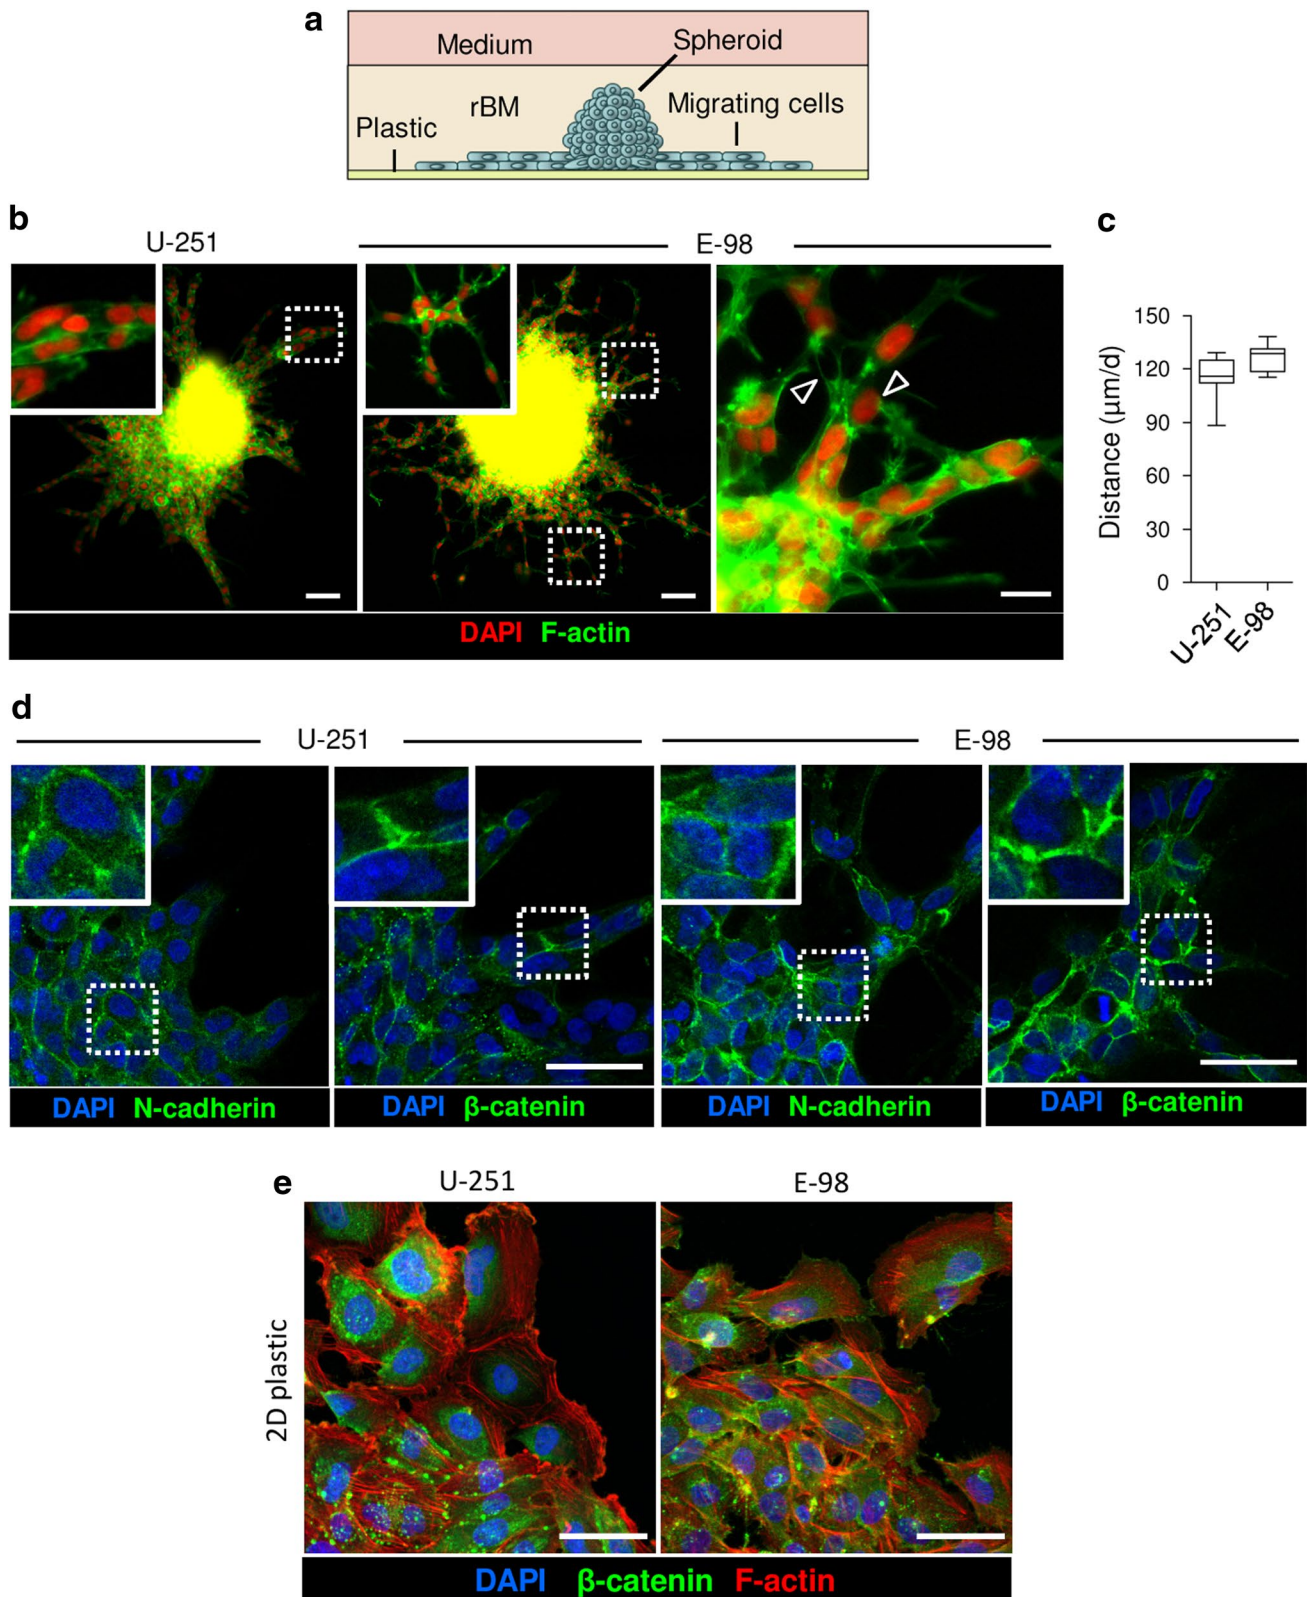 a
Medium
Spheroid
rBM
Migrating cells
Plastic
b
U-251
E-98
DAPI F-actin
c
Distance (µm/d)
150
120
90
60
30
0
U-251
E-98
d
U-251
E-98
DAPI N-cadherin
DAPI β-catenin
DAPI N-cadherin
DAPI β-catenin
e
U-251
E-98
2D plastic
DAPI β-catenin F-actin